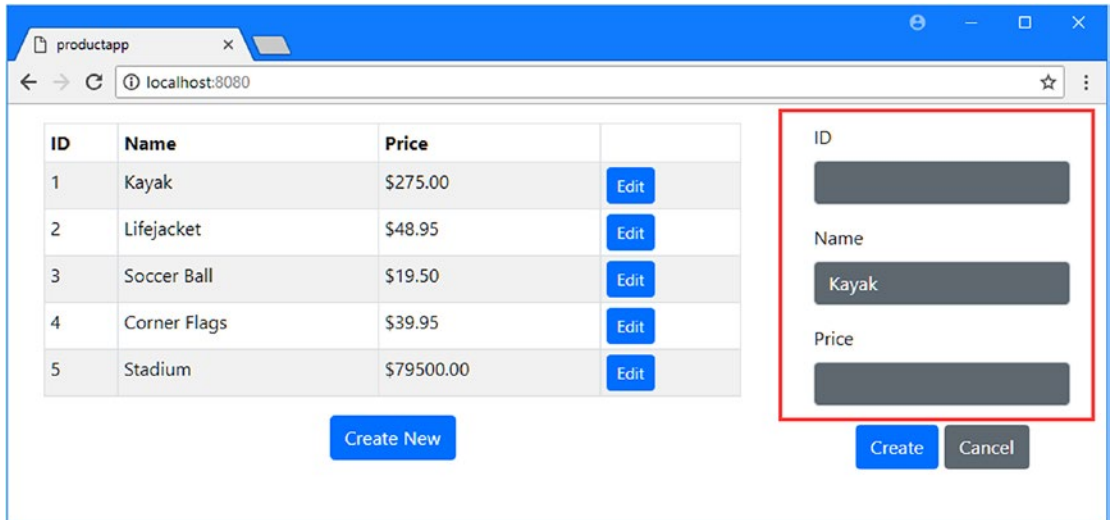 productapp
localhost:8080
ID Name Price
1 Kayak $275.00 Edit
2 Lifejacket $48.95 Edit
3 Soccer Ball $19.50 Edit
4 Corner Flags $39.95 Edit
5 Stadium $79500.00 Edit
Create New
ID
Name
Kayak
Price
Create Cancel